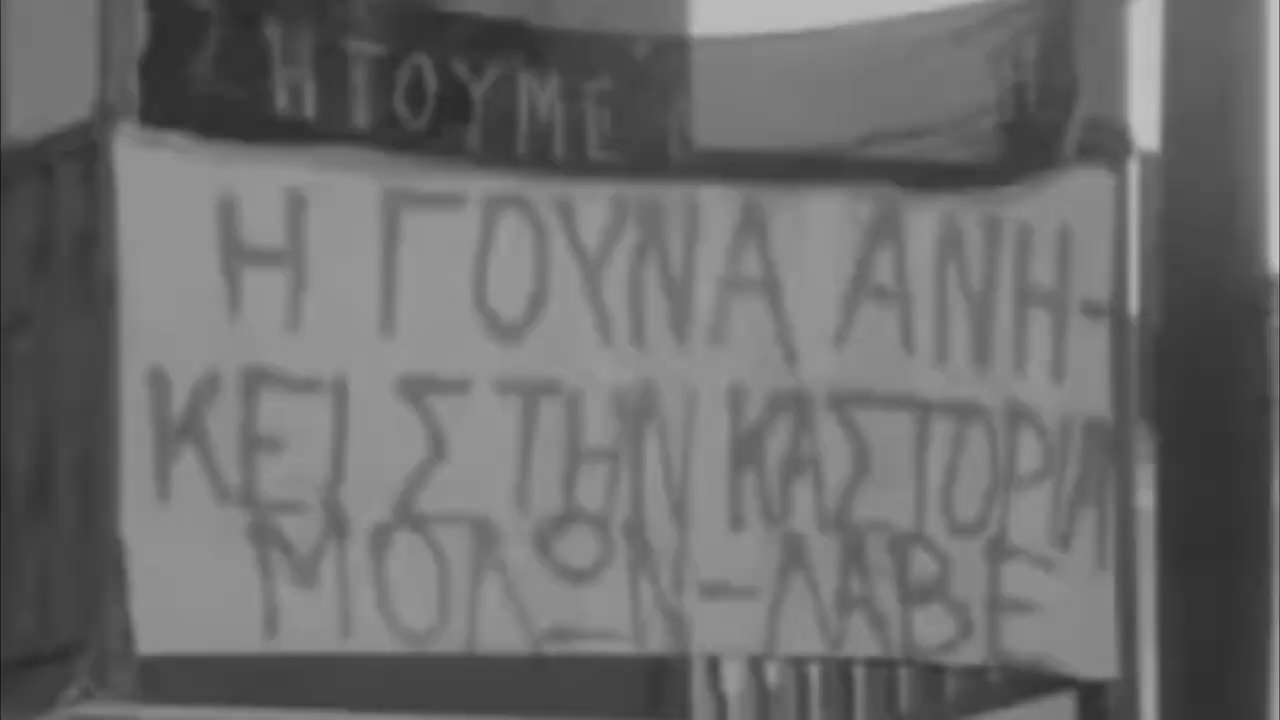 ΖΗΤΟΥΜΕ
Η ΓΟΥΝΑ ΑΝΗ-
ΚΕΙ ΣΤΗΝ ΚΑΣΤΟΡΙΑ
ΜΟΛΩΝ-ΛΑΒΕ